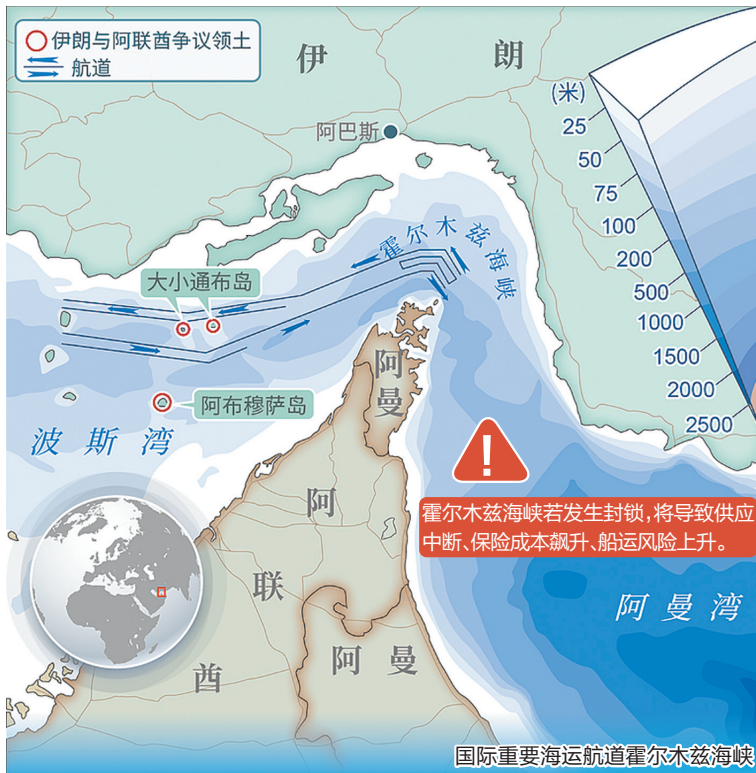 伊朗与阿联酋争议领土
航道
伊 朗
(米)
25
50
75
100
200
500
1000
1500
2000
2500
阿巴斯
霍尔木兹海峡
大小通布岛
阿布穆萨岛
波斯湾
阿曼
霍尔木兹海峡若发生封锁,将导致供应
中断、保险成本飙升、船运风险上升。
阿联酋
阿曼
阿曼湾
国际重要海运航道霍尔木兹海峡